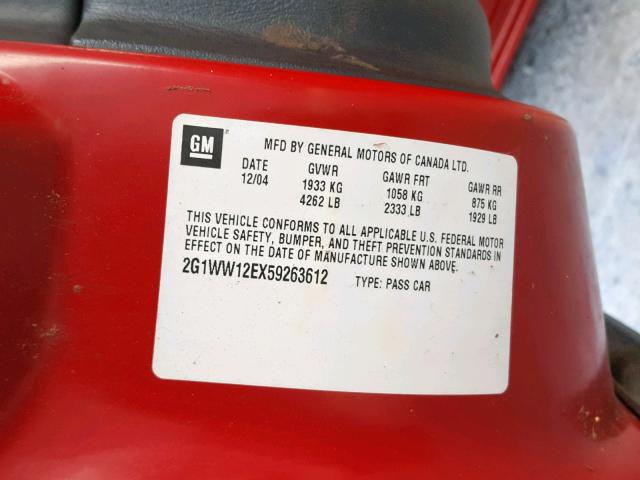 GM
MFD BY GENERAL MOTORS OF CANADA LTD.
DATE GVWR GAWR FRT GAWR RR
12/04 1933 KG 1058 KG 875 KG
4262 LB 2333 LB 1929 LB
THIS VEHICLE CONFORMS TO ALL APPLICABLE U.S. FEDERAL MOTOR
VEHICLE SAFETY, BUMPER, AND THEFT PREVENTION STANDARDS IN
EFFECT ON THE DATE OF MANUFACTURE SHOWN ABOVE.
2G1WW12EX59263612 TYPE: PASS CAR